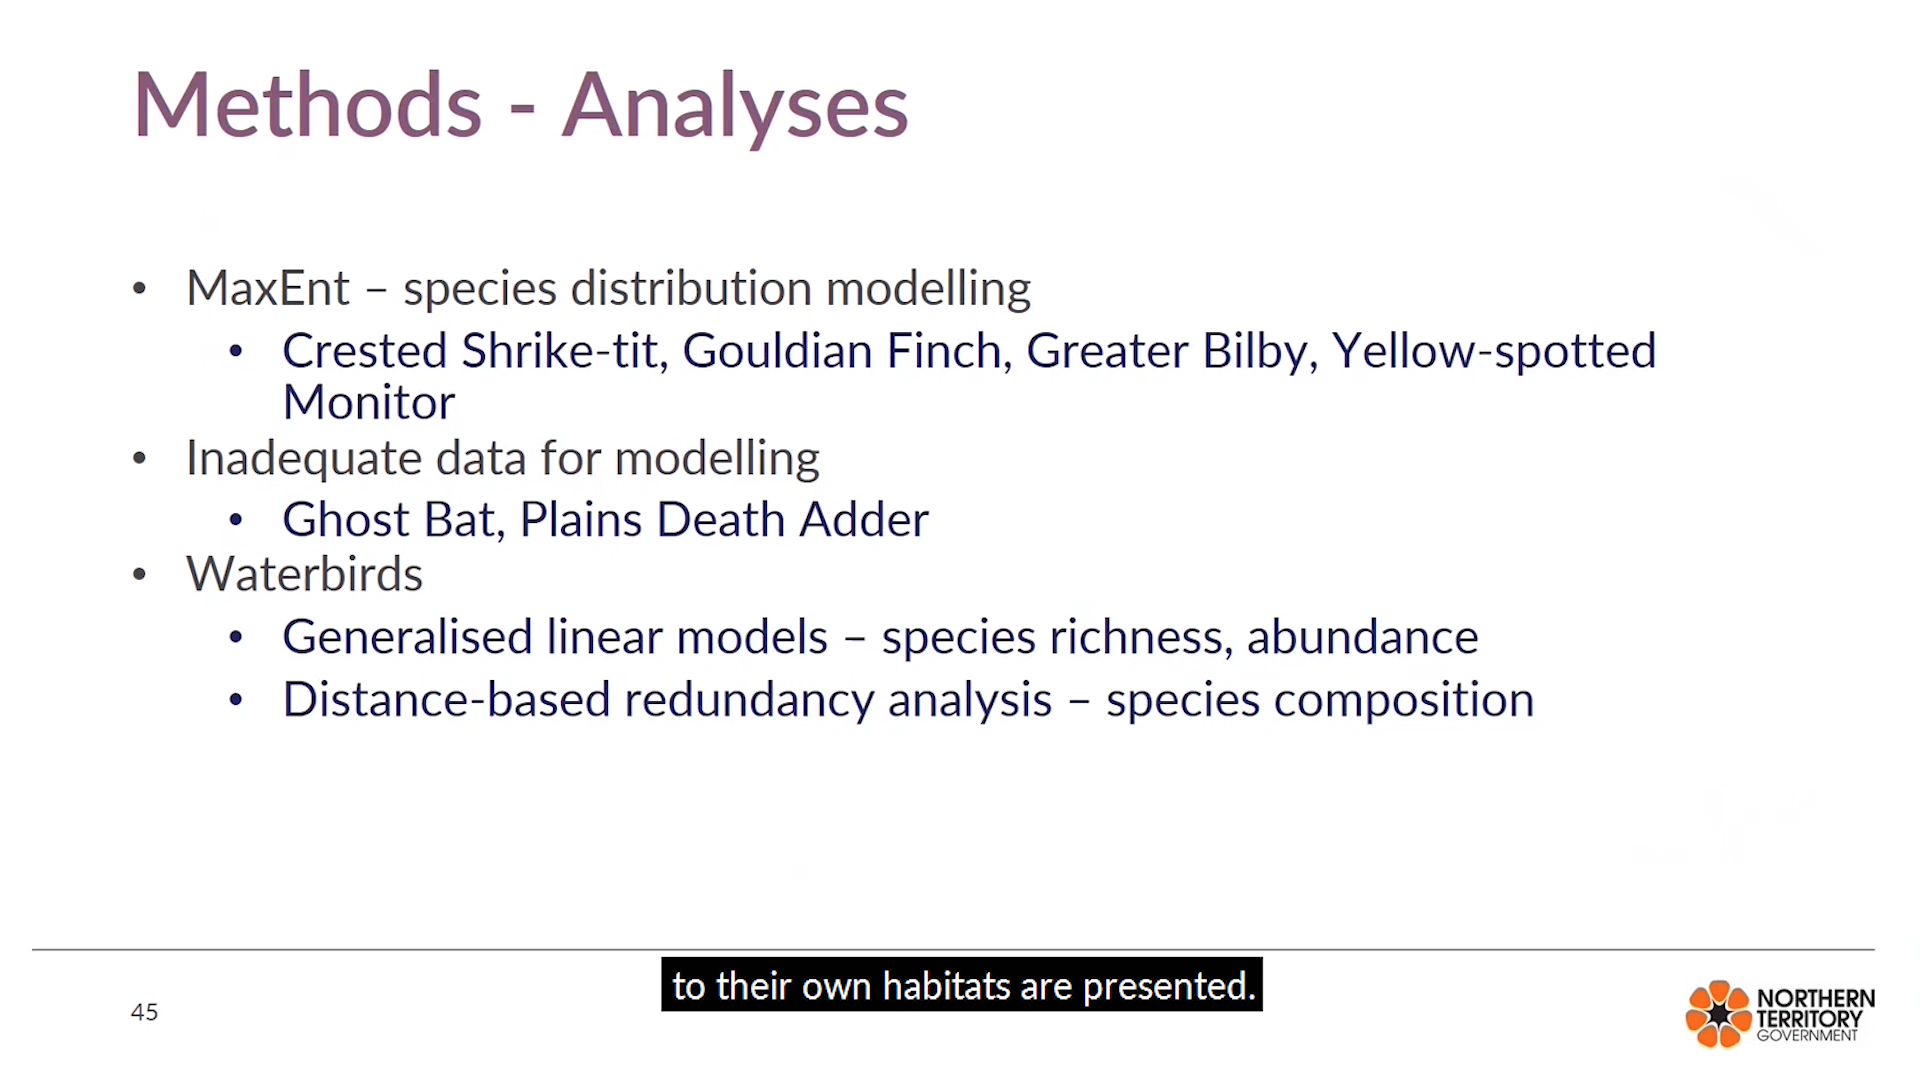 Methods - Analyses
• MaxEnt – species distribution modelling
• Crested Shrike-tit, Gouldian Finch, Greater Bilby, Yellow-spotted
Monitor
• Inadequate data for modelling
• Ghost Bat, Plains Death Adder
• Waterbirds
• Generalised linear models – species richness, abundance
• Distance-based redundancy analysis – species composition
to their own habitats are presented.
45
NORTHERN
TERRITORY
GOVERNMENT